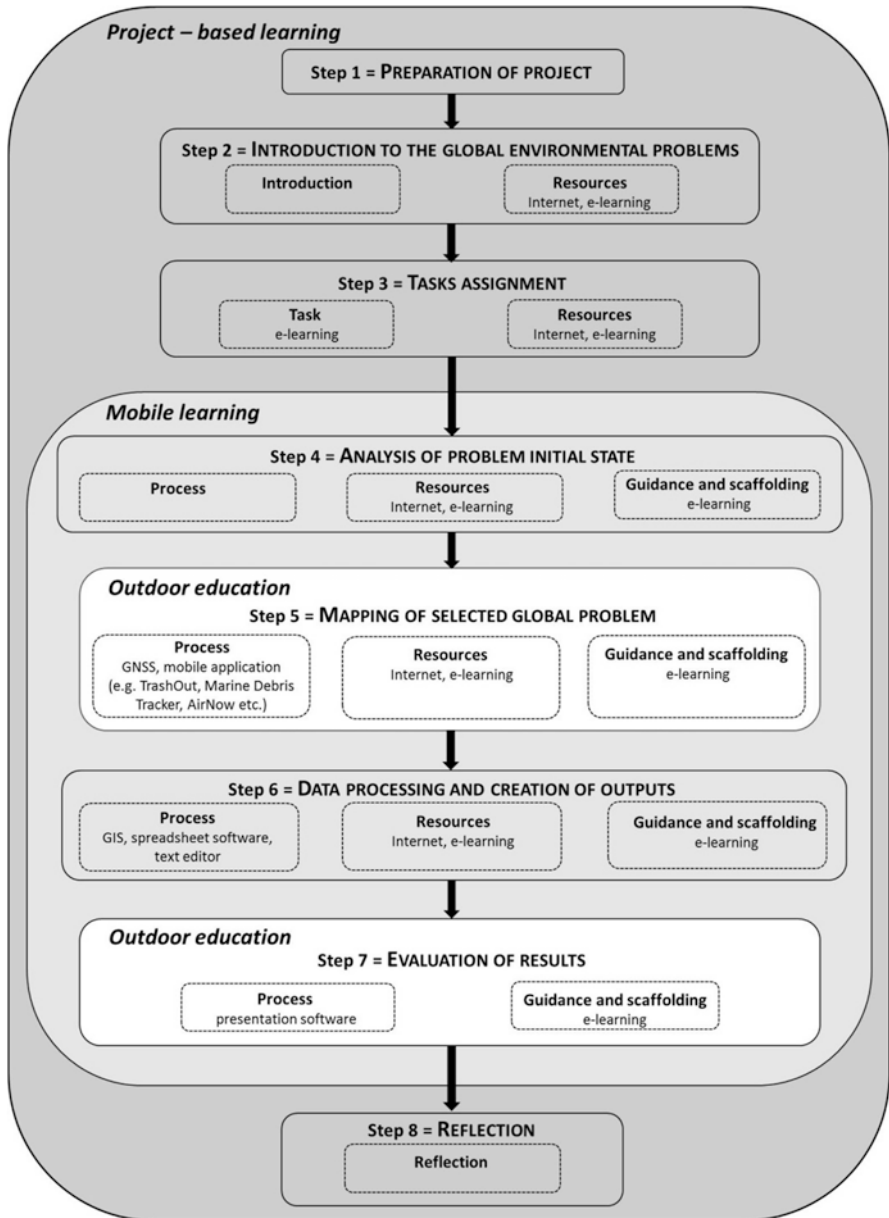 Project – based learning
Step 1 = PREPARATION OF PROJECT
Step 2 = INTRODUCTION TO THE GLOBAL ENVIRONMENTAL PROBLEMS
Introduction
Resources
Internet, e-learning
Step 3 = TASKS ASSIGNMENT
Task
e-learning
Resources
Internet, e-learning
Mobile learning
Step 4 = ANALYSIS OF PROBLEM INITIAL STATE
Process
Resources
Internet, e-learning
Guidance and scaffolding
e-learning
Outdoor education
Step 5 = MAPPING OF SELECTED GLOBAL PROBLEM
Process
GNSS, mobile application
(e.g. TrashOut, Marine Debris
Tracker, AirNow etc.)
Resources
Internet, e-learning
Guidance and scaffolding
e-learning
Step 6 = DATA PROCESSING AND CREATION OF OUTPUTS
Process
GIS, spreadsheet software,
text editor
Resources
Internet, e-learning
Guidance and scaffolding
e-learning
Outdoor education
Step 7 = EVALUATION OF RESULTS
Process
presentation software
Guidance and scaffolding
e-learning
Step 8 = REFLECTION
Reflection